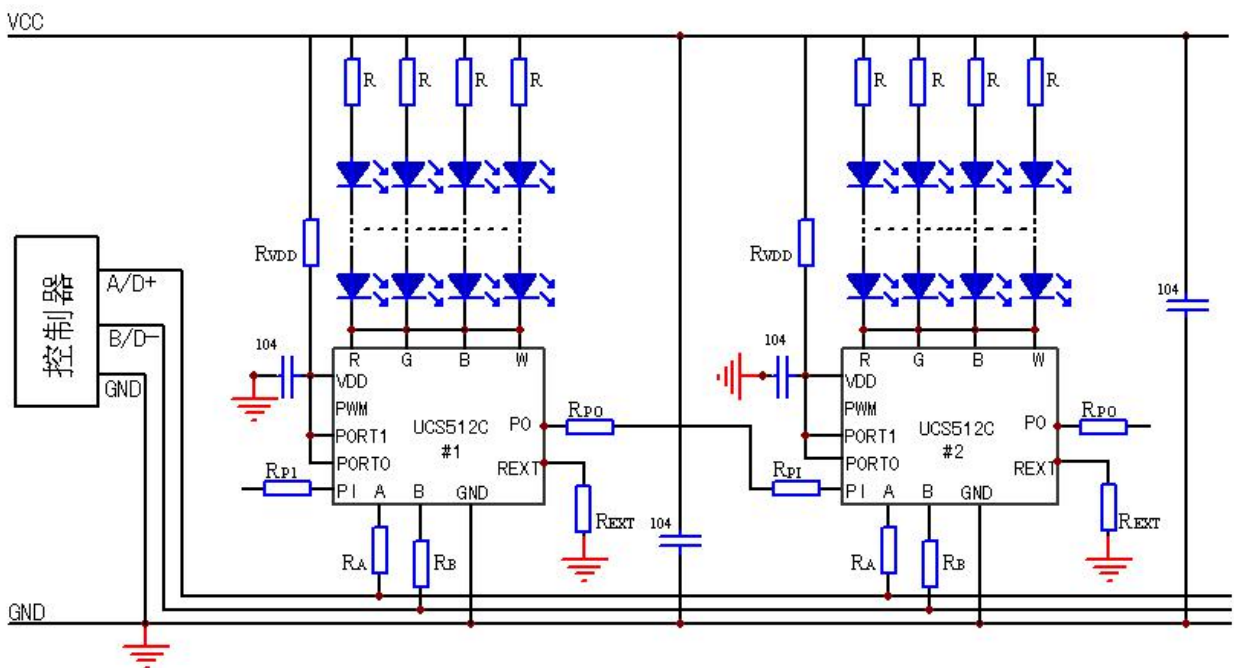 VCC
R R R R
R R R R
RVDD
RVDD
控制器
A/D+
B/D-
GND
104
104
104
R G B W
VDD
PWM
PORT1
PORT0
PI A B GND
UCS512C
#1
PO
REXT
RPO
RP1
REXT
104
RA
RB
R G B W
VDD
PWM
PORT1
PORT0
PI A B GND
UCS512C
#2
PO
REXT
RPO
RPI
REXT
RA
RB
GND